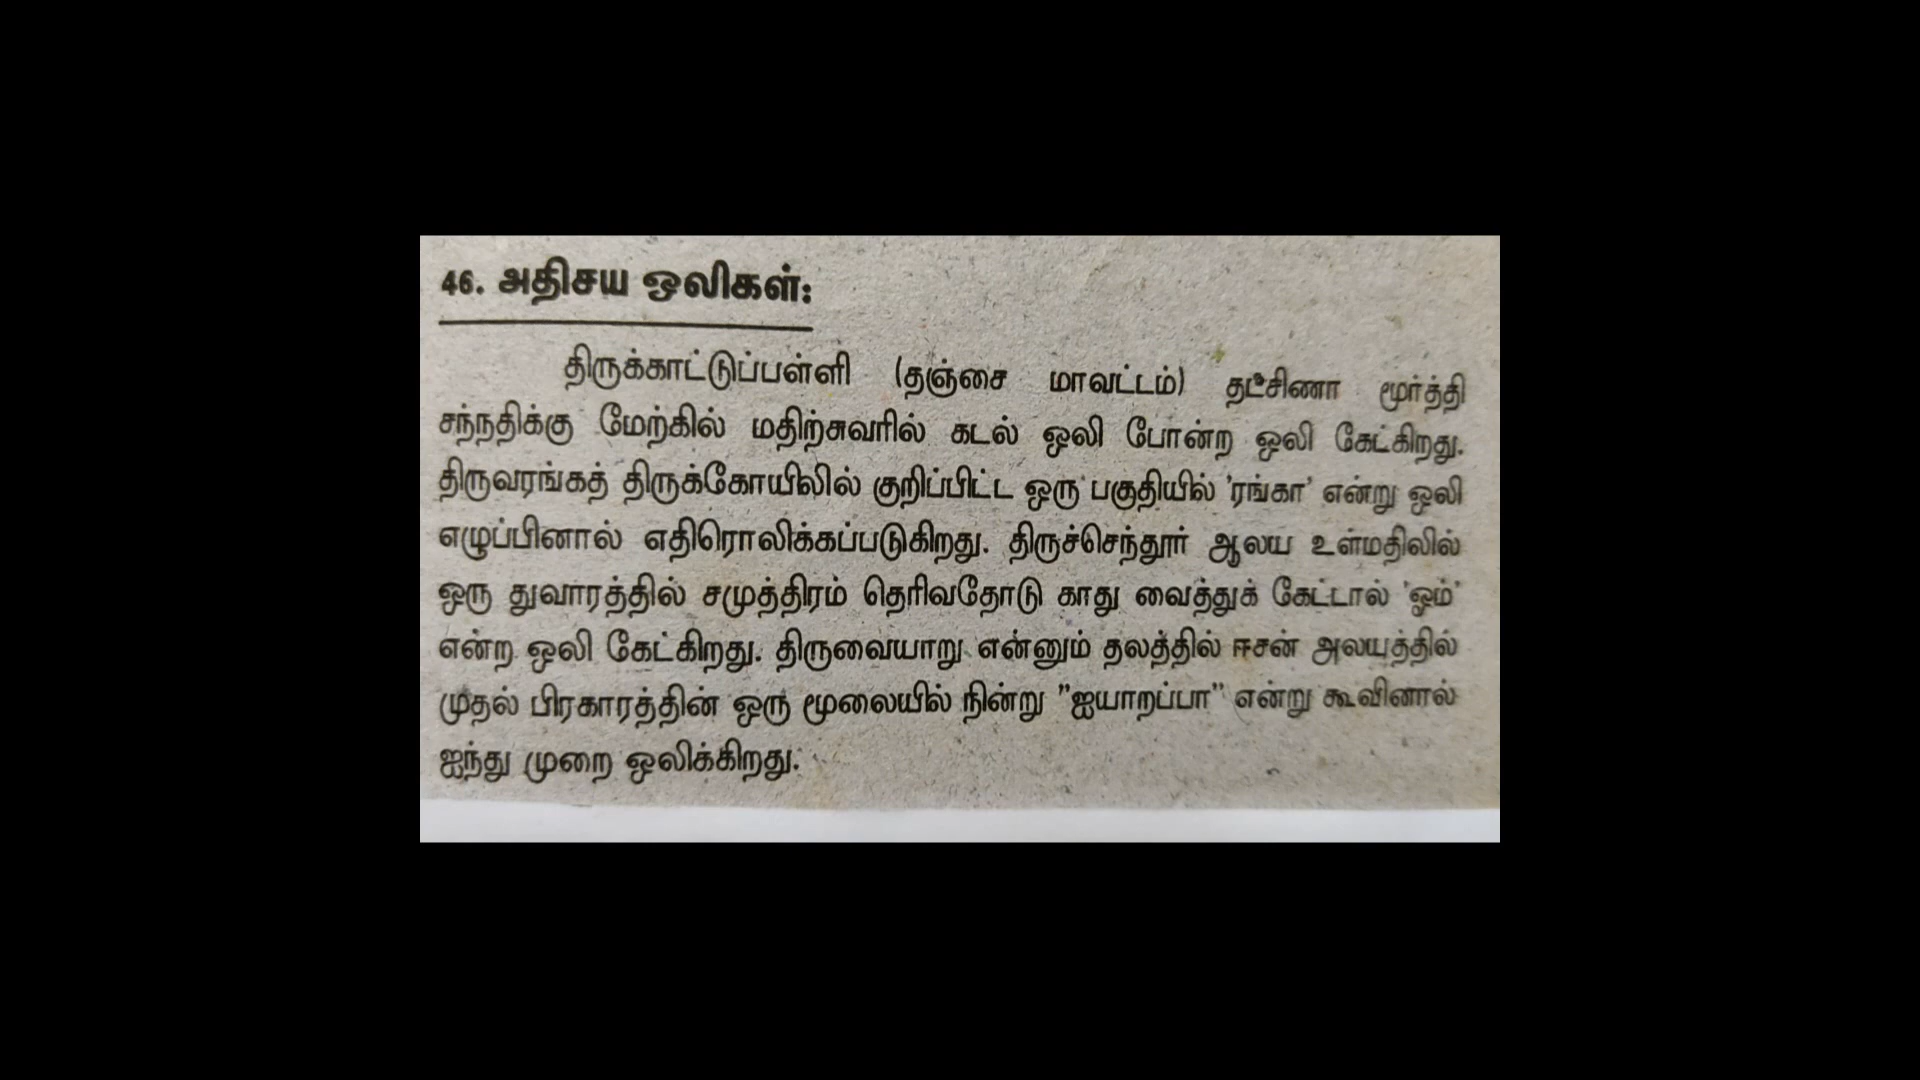 46. அதிசய ஒலிகள்:
திருக்காட்டுப்பள்ளி (தஞ்சை மாவட்டம்) தட்சிணா மூர்த்தி
சந்நதிக்கு மேற்கில் மதிற்சுவரில் கடல் ஒலி போன்ற ஒலி கேட்கிறது.
திருவரங்கத் திருக்கோயிலில் குறிப்பிட்ட ஒரு பகுதியில் 'ரங்கா' என்று ஒலி
எழுப்பினால் எதிரொலிக்கப்படுகிறது. திருச்செந்தூர் ஆலய உள்மதிலில்
ஒரு துவாரத்தில் சமுத்திரம் தெரிவதோடு காது வைத்துக் கேட்டால் 'ஓம்'
என்ற ஒலி கேட்கிறது. திருவையாறு என்னும் தலத்தில் ஈசன் அலயத்தில்
முதல் பிரகாரத்தின் ஒரு மூலையில் நின்று "ஐயாறப்பா" என்று கூவினால்
ஐந்து முறை ஒலிக்கிறது.